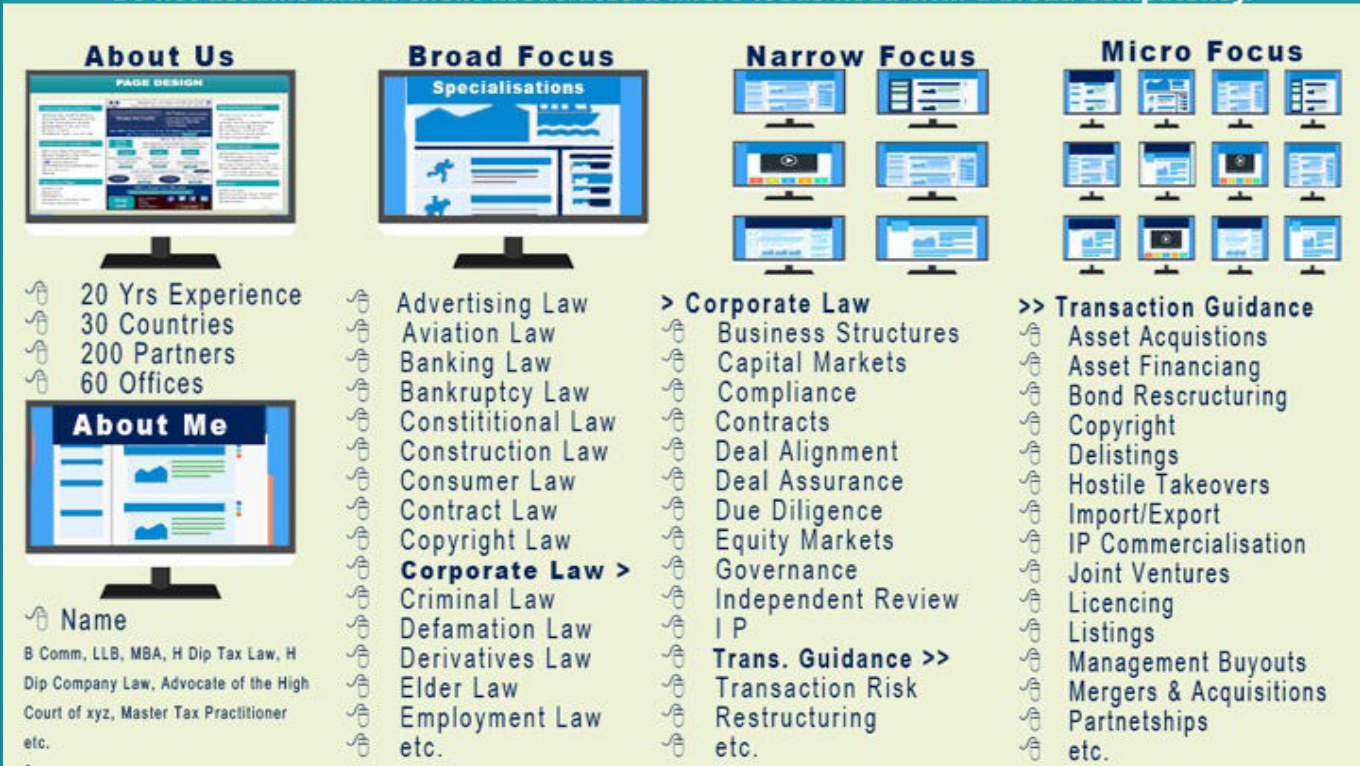 About Us
PAGE DESIGN
20 Yrs Experience
30 Countries
200 Partners
60 Offices
About Me
Name
B Comm, LLB, MBA, H Dip Tax Law, H
Dip Company Law, Advocate of the High
Court of xyz, Master Tax Practitioner
etc.
Broad Focus
Specialisations
Advertising Law
Aviation Law
Banking Law
Bankruptcy Law
Constititional Law
Construction Law
Consumer Law
Contract Law
Copyright Law
Corporate Law >
Criminal Law
Defamation Law
Derivatives Law
Elder Law
Employment Law
etc.
Narrow Focus
> Corporate Law
Business Structures
Capital Markets
Compliance
Contracts
Deal Alignment
Deal Assurance
Due Diligence
Equity Markets
Governance
Independent Review
I P
Trans. Guidance >>
Transaction Risk
Restructuring
etc.
Micro Focus
>> Transaction Guidance
Asset Acquistions
Asset Financiang
Bond Rescructuring
Copyright
Delistings
Hostile Takeovers
Import/Export
IP Commercialisation
Joint Ventures
Licencing
Listings
Management Buyouts
Mergers & Acquisitions
Partnetships
etc.